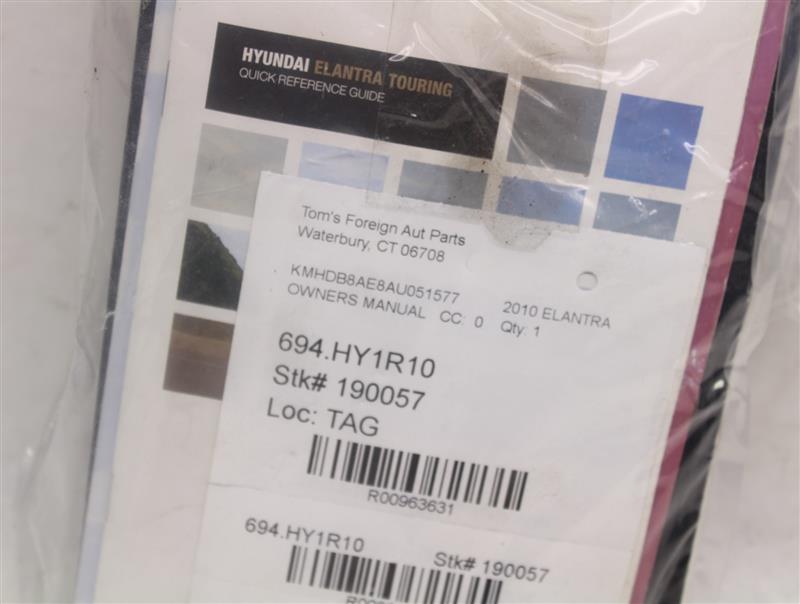 HYUNDAI ELANTRA TOURING
QUICK REFERENCE GUIDE
Tom's Foreign Aut Parts
Waterbury, CT 06708
KMHDB8AE8AU051577 2010 ELANTRA
OWNERS MANUAL CC: 0 Qty: 1
694.HY1R10
Stk# 190057
Loc: TAG
R00963631
694.HY1R10 Stk# 190057